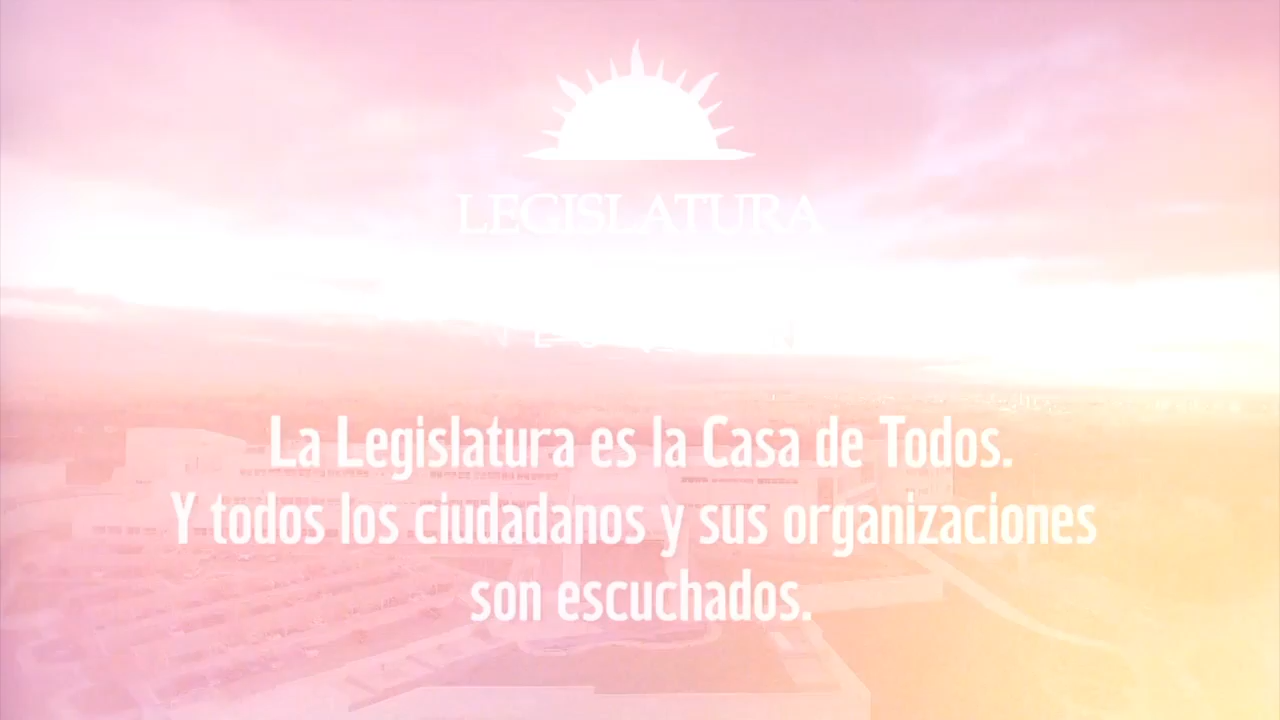 LEGISLATURA
La Legislatura es la Casa de Todos.
Y todos los ciudadanos y sus organizaciones
son escuchados.